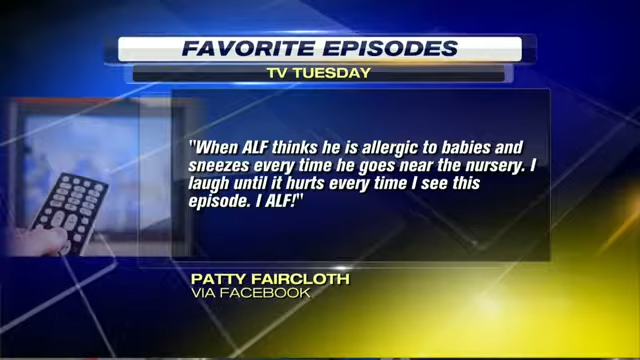 FAVORITE EPISODES
TV TUESDAY
"When ALF thinks he is allergic to babies and
sneezes every time he goes near the nursery. I
laugh until it hurts every time I see this
episode. I ALF!"
PATTY FAIRCLOTH
VIA FACEBOOK